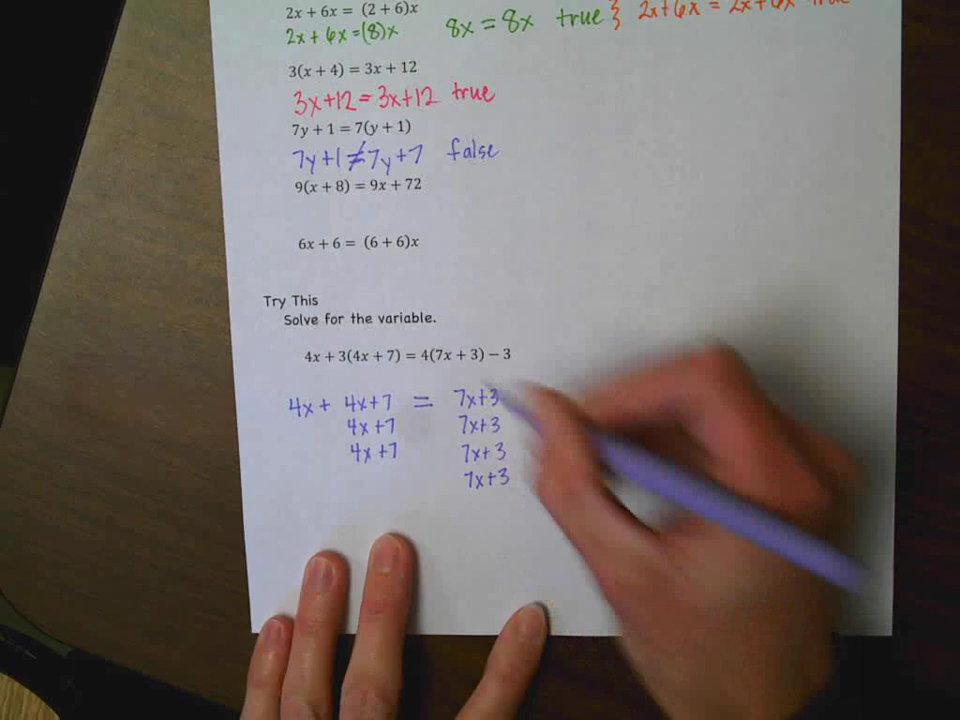 2x + 6x = (2 + 6)x
2x + 6x = (8)x 8x = 8x true } 2x + 6x = 2x + 6x true
3(x + 4) = 3x + 12
3x+12 = 3x+12 true
7y + 1 = 7(y + 1)
7y+1 ≠ 7y+7 false
9(x + 8) = 9x + 72
6x + 6 = (6 + 6)x
Try This
Solve for the variable.
4x + 3(4x + 7) = 4(7x + 3) − 3
4x + 4x+7 = 7x+3
4x+7 7x+3
4x+7 7x+3
7x+3